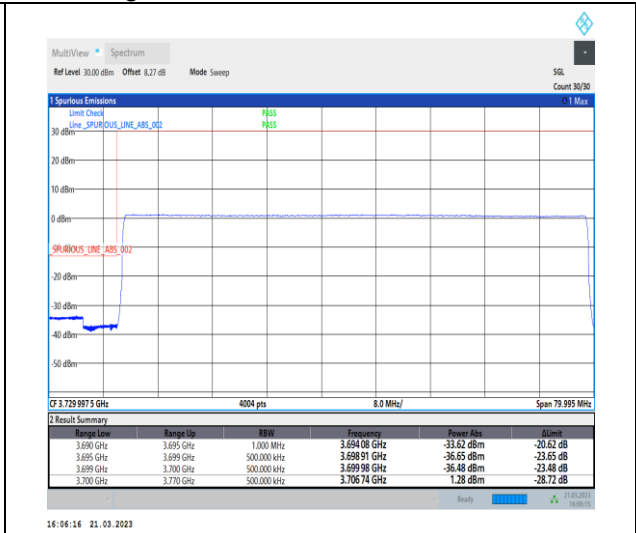 MultiView Spectrum
Ref Level 30.00 dBm Offset 8.27 dB Mode Sweep SGL
Count 30/30
1 Spurious Emissions 1 Max
Limit Check PASS
Line _SPURIOUS_LINE_ABS_002 PASS
30 dBm
20 dBm
10 dBm
0 dBm
_SPURIOUS_LINE_ABS_002
-20 dBm
-30 dBm
-40 dBm
-50 dBm
CF 3.729 997 5 GHz 4004 pts 8.0 MHz/ Span 79.995 MHz
2 Result Summary
Range Low Range Up RBW Frequency Power Abs ΔLimit
3.690 GHz 3.695 GHz 1.000 MHz 3.694 08 GHz -33.62 dBm -20.62 dB
3.695 GHz 3.699 GHz 500.000 kHz 3.698 91 GHz -36.65 dBm -23.65 dB
3.699 GHz 3.700 GHz 500.000 kHz 3.699 98 GHz -36.48 dBm -23.48 dB
3.700 GHz 3.770 GHz 500.000 kHz 3.706 74 GHz 1.28 dBm -28.72 dB
Ready 21.03.2023
16:06:15
16:06:16 21.03.2023